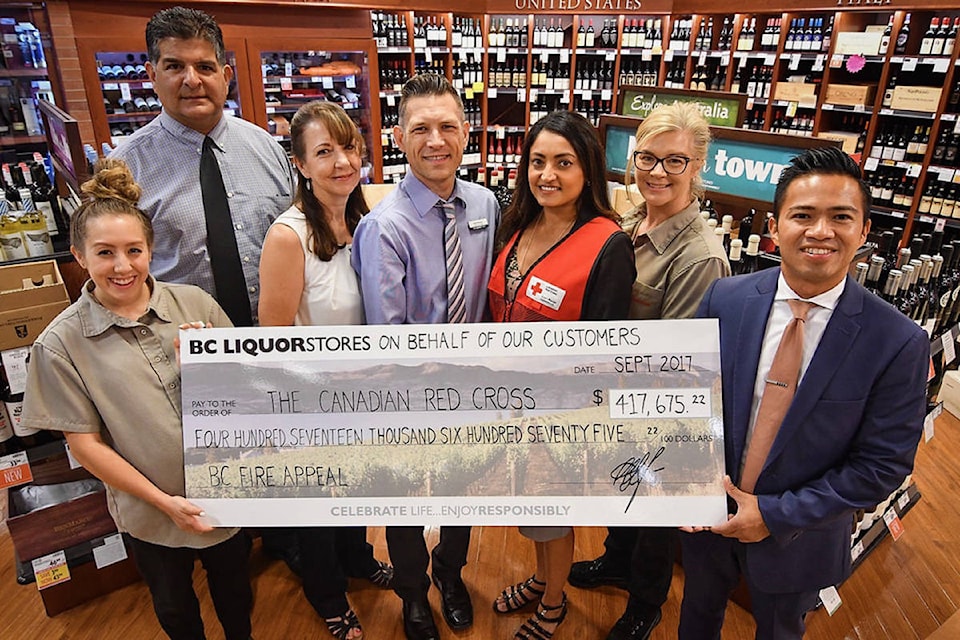 UNITED STATES
ITALY
Explore Australia
town
BC LIQUORSTORES ON BEHALF OF OUR CUSTOMERS
DATE SEPT 2017
PAY TO THE ORDER OF THE CANADIAN RED CROSS $ 417,675.22
FOUR HUNDRED SEVENTEEN THOUSAND SIX HUNDRED SEVENTY FIVE 22/100 DOLLARS
BC FIRE APPEAL
CELEBRATE LIFE...ENJOY RESPONSIBLY
NEW